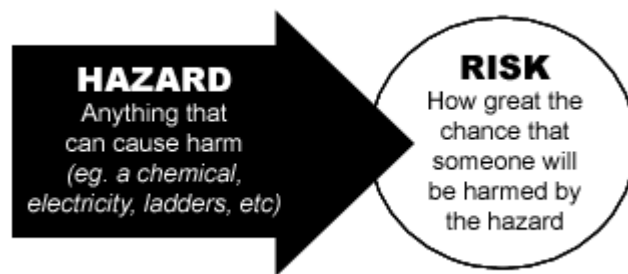 HAZARD
Anything that
can cause harm
(eg. a chemical,
electricity, ladders, etc)
RISK
How great the
chance that
someone will
be harmed by
the hazard